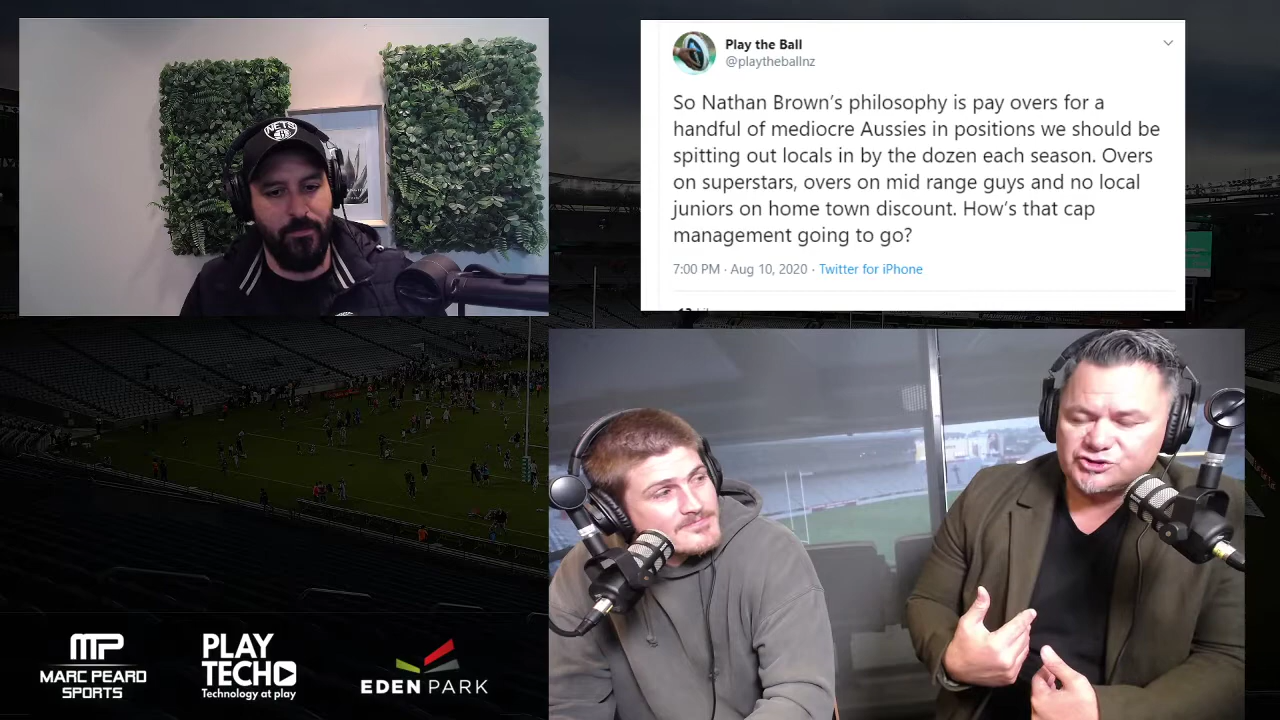 NETS
Play the Ball
@playtheballnz
So Nathan Brown’s philosophy is pay overs for a
handful of mediocre Aussies in positions we should be
spitting out locals in by the dozen each season. Overs
on superstars, overs on mid range guys and no local
juniors on home town discount. How’s that cap
management going to go?
7:00 PM · Aug 10, 2020 · Twitter for iPhone
MP
MARC PEARD
SPORTS
PLAY
TECH
Technology at play
EDEN PARK